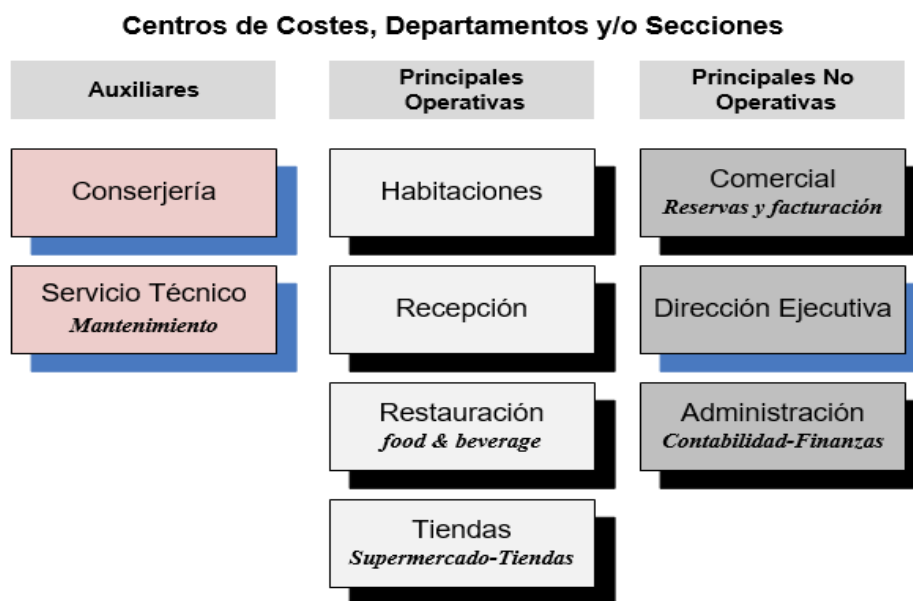 Centros de Costes, Departamentos y/o Secciones
Auxiliares
Principales
Operativas
Principales No
Operativas
Conserjería
Habitaciones
Comercial
Reservas y facturación
Servicio Técnico
Mantenimiento
Recepción
Dirección Ejecutiva
Restauración
food & beverage
Administración
Contabilidad-Finanzas
Tiendas
Supermercado-Tiendas